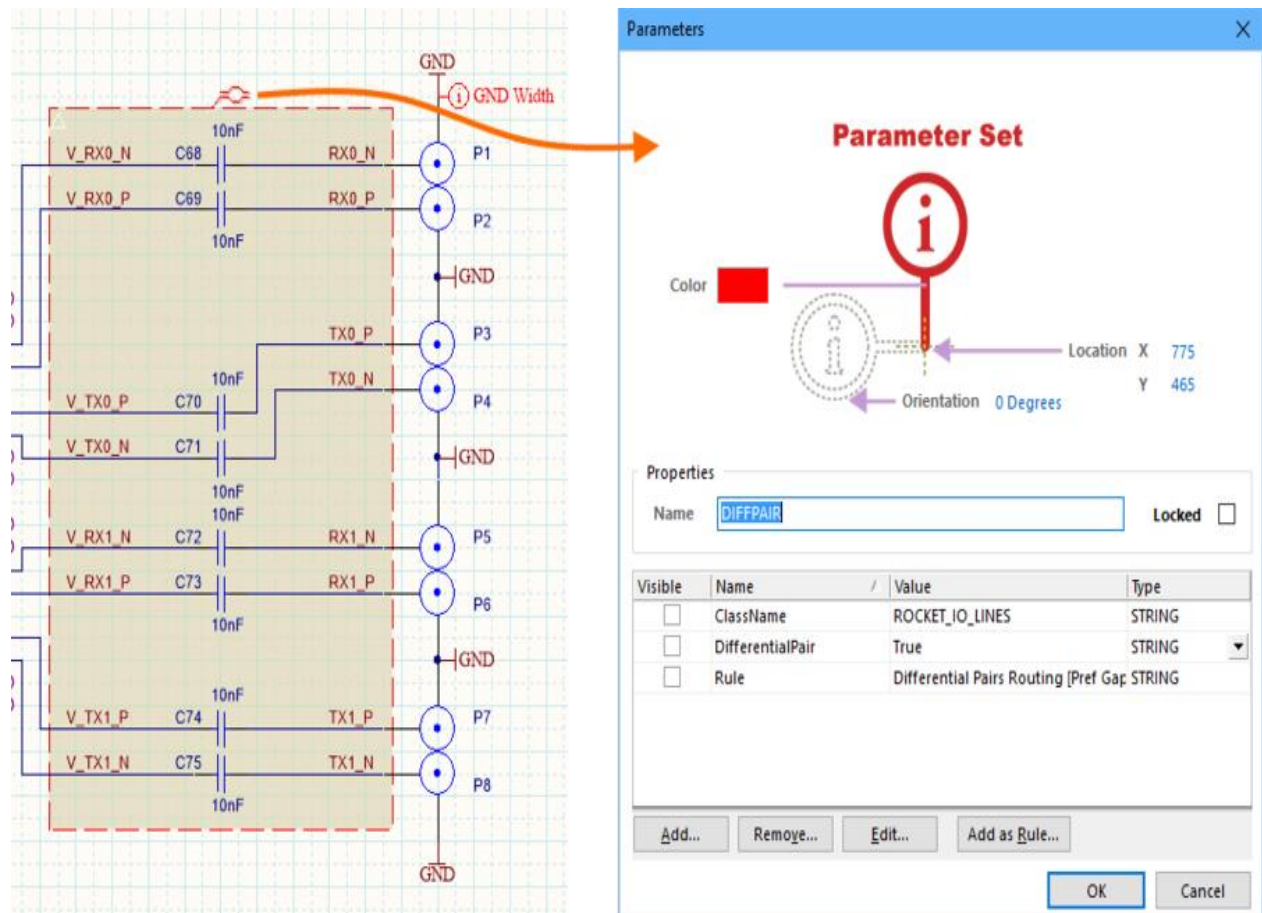 GND
GND Width
10nF
V_RX0_N C68 RX0_N P1
V_RX0_P C69 RX0_P
P2
10nF
GND
TX0_P P3
10nF TX0_N
V_TX0_P C70 P4
V_TX0_N C71
GND
10nF
10nF
V_RX1_N C72 RX1_N P5
V_RX1_P C73 RX1_P
P6
10nF
GND
10nF
V_TX1_P C74 TX1_P P7
V_TX1_N C75 TX1_N
P8
10nF
GND
Parameters
Parameter Set
Color
Location X 775
Y 465
Orientation 0 Degrees
Properties
Name DIFFPAIR Locked
Visible Name Value Type
ClassName ROCKET_IO_LINES STRING
DifferentialPair True STRING
Rule Differential Pairs Routing [Pref Gap STRING
Add... Remove... Edit... Add as Rule...
OK Cancel